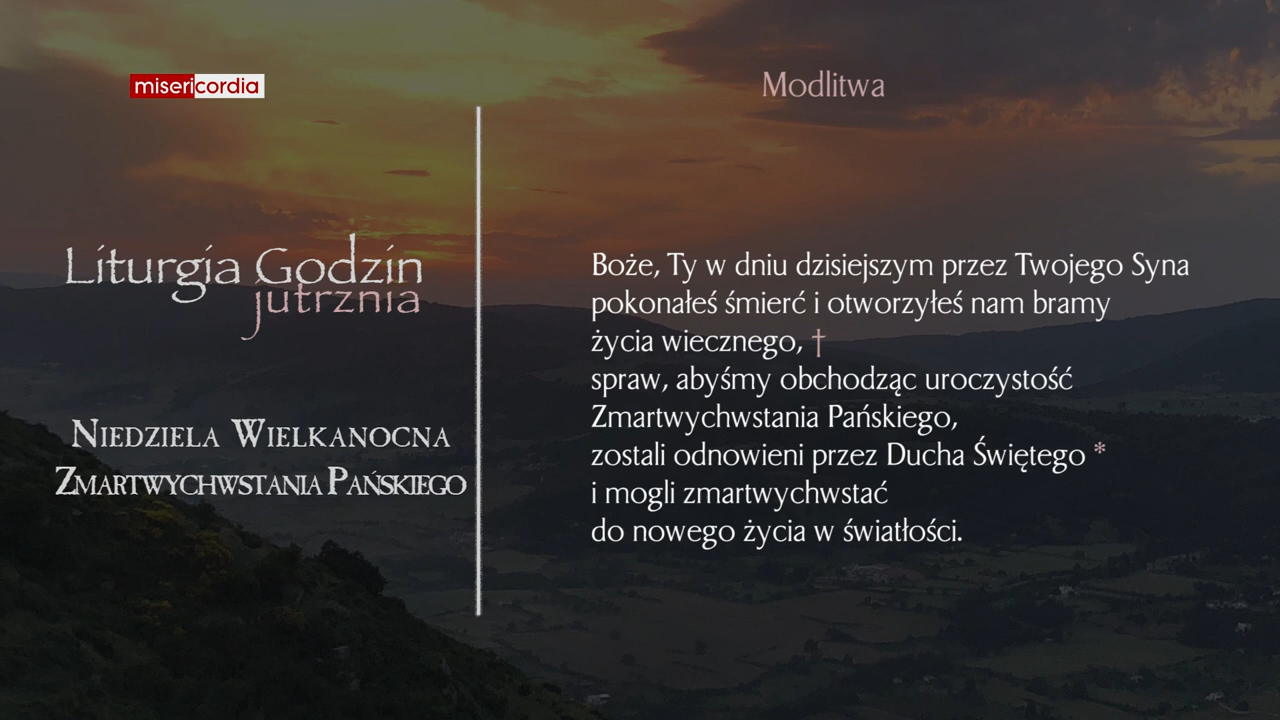 misericordia
Modlitwa
Liturgia Godzin
jutrznia
Niedziela Wielkanocna
Zmartwychwstania Pańskiego
Boże, Ty w dniu dzisiejszym przez Twojego Syna
pokonałeś śmierć i otworzyłeś nam bramy
życia wiecznego, †
spraw, abyśmy obchodząc uroczystość
Zmartwychwstania Pańskiego,
zostali odnowieni przez Ducha Świętego *
i mogli zmartwychwstać
do nowego życia w światłości.